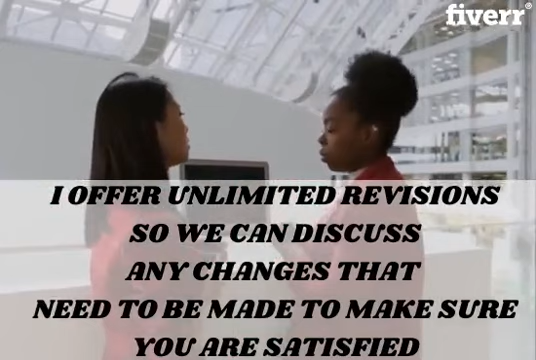 fiverr®
I OFFER UNLIMITED REVISIONS
SO WE CAN DISCUSS
ANY CHANGES THAT
NEED TO BE MADE TO MAKE SURE
YOU ARE SATISFIED